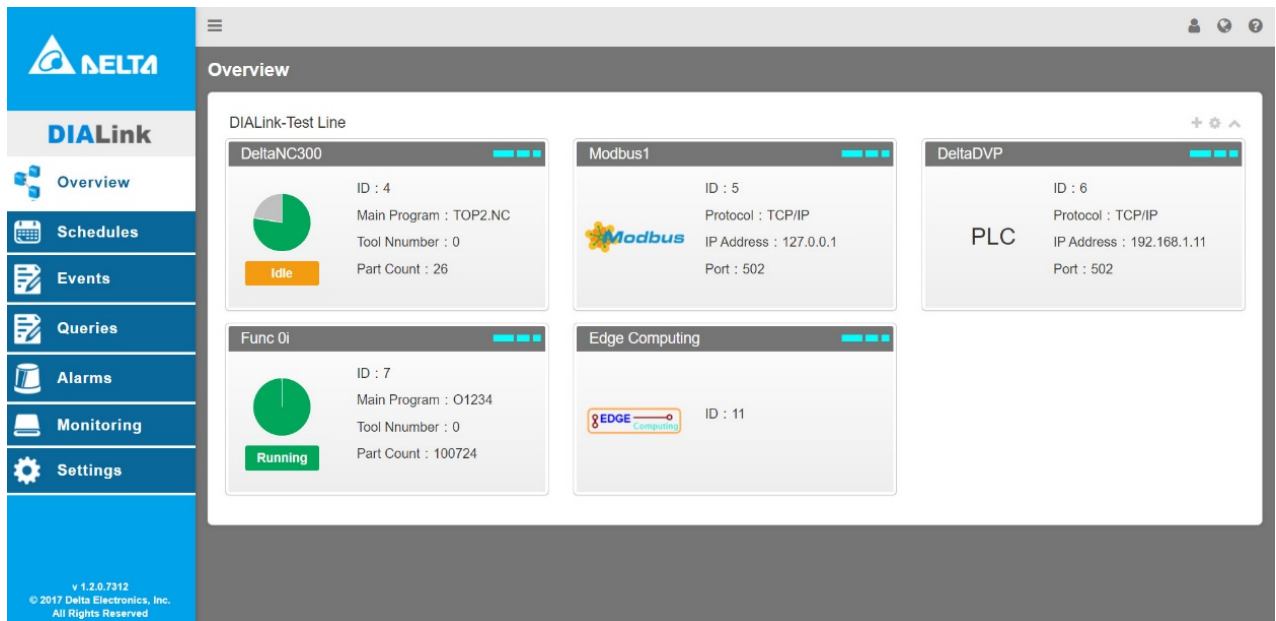 DELTA
DIALink
Overview
Schedules
Events
Queries
Alarms
Monitoring
Settings
v 1.2.0.7312
© 2017 Delta Electronics, Inc.
All Rights Reserved
Overview
DIALink-Test Line
DeltaNC300
ID : 4
Main Program : TOP2.NC
Tool Nnumber : 0
Part Count : 26
Idle
Modbus1
Modbus
ID : 5
Protocol : TCP/IP
IP Address : 127.0.0.1
Port : 502
DeltaDVP
PLC
ID : 6
Protocol : TCP/IP
IP Address : 192.168.1.11
Port : 502
Func 0i
ID : 7
Main Program : O1234
Tool Nnumber : 0
Part Count : 100724
Running
Edge Computing
EDGE
Computing
ID : 11